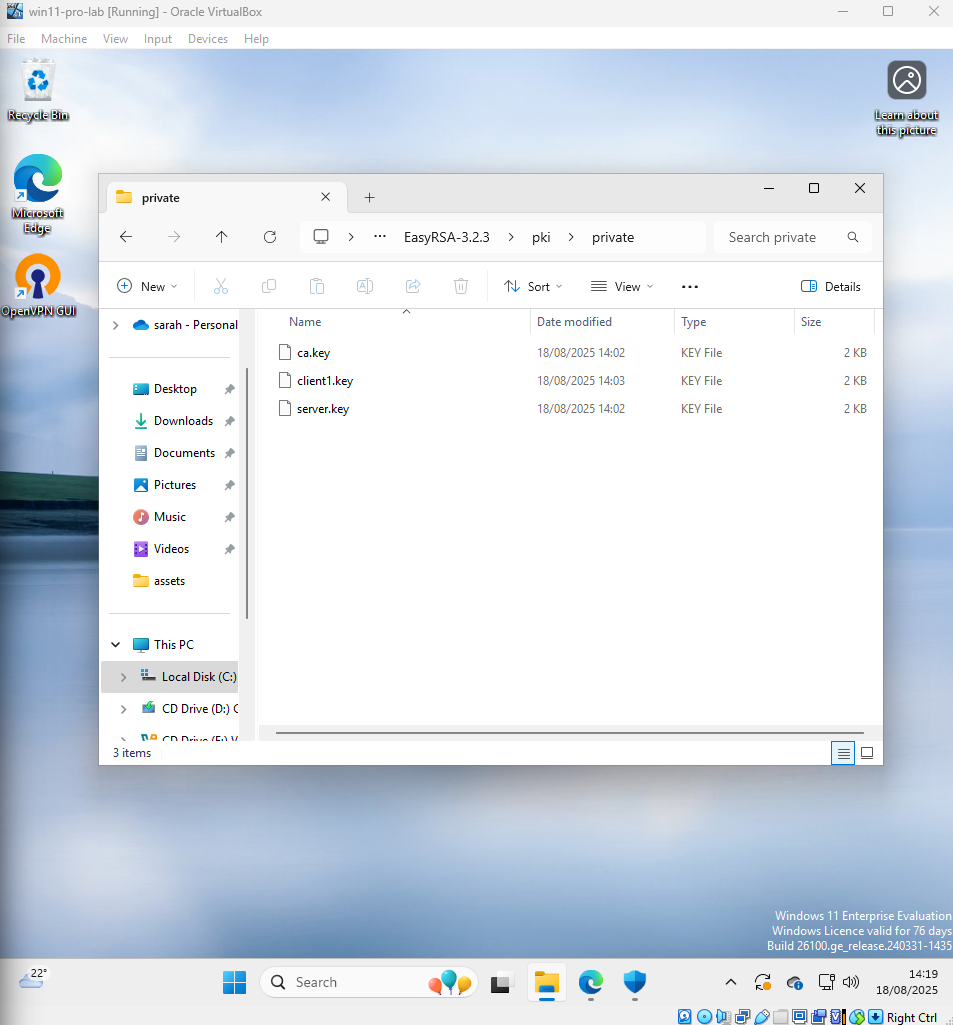 win11-pro-lab [Running] - Oracle VirtualBox
File Machine View Input Devices Help
Recycle Bin
Learn about
this picture
Microsoft
Edge
OpenVPN GUI
private
EasyRSA-3.2.3 pki private
Search private
New Sort View Details
sarah - Personal
Desktop
Downloads
Documents
Pictures
Music
Videos
assets
This PC
Local Disk (C:)
CD Drive (D:)
CD Drive
Name Date modified Type Size
ca.key 18/08/2025 14:02 KEY File 2 KB
client1.key 18/08/2025 14:03 KEY File 2 KB
server.key 18/08/2025 14:02 KEY File 2 KB
3 items
Windows 11 Enterprise Evaluation
Windows Licence valid for 76 days
Build 26100.ge_release.240331-1435
22°
Search
14:19
18/08/2025
Right Ctrl